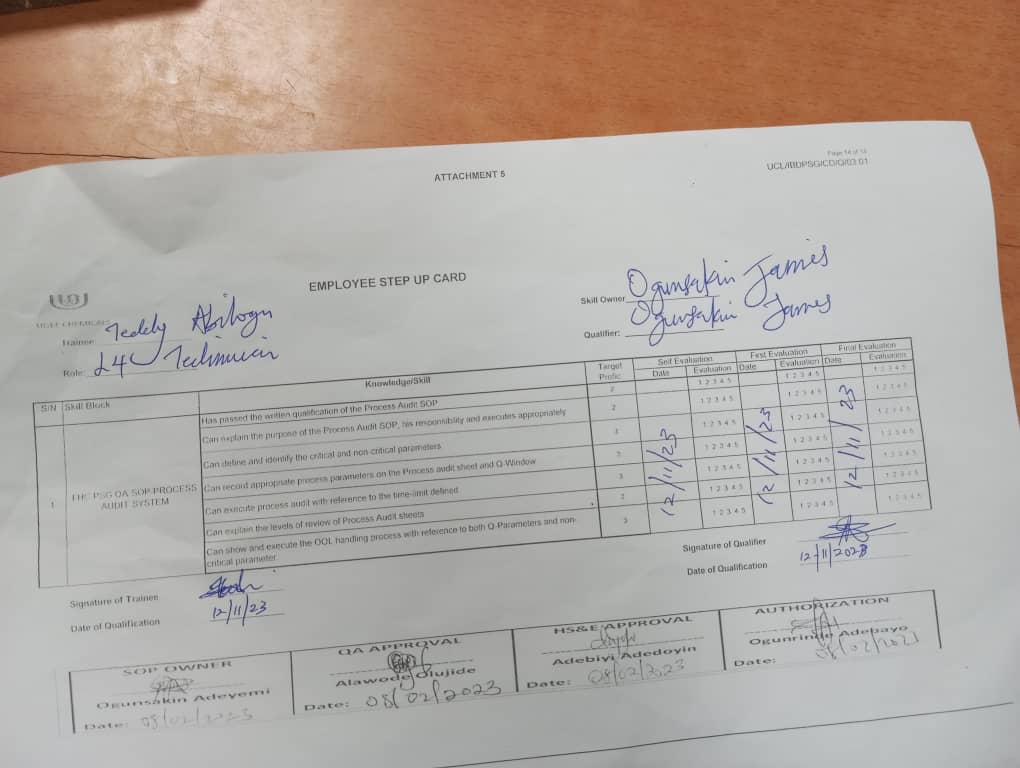 Page 14 of 14
UCL/IBDPSG/CD/Q/03.01
ATTACHMENT 5
EMPLOYEE STEP UP CARD
Trainee: Teddy
Role: L4C Technician
Skill Owner Ogunsakin James
Qualifier: Ogunsakin James
S/N Skill Block Knowledge/Skill Target Self Evaluation First Evaluation Final Evaluation
Profic Date Evaluation Date Evaluation Date Evaluation
Has passed the written qualification of the Process Audit SOP 2 1 2 3 4 5 1 2 3 4 5 1 2 3 4 5
Can explain the purpose of the Process Audit SOP, his responsibility and executes appropriately 2 1 2 3 4 5 1 2 3 4 5 1 2 3 4 5
Can define and identify the critical and non-critical parameters 3 1 2 3 4 5 1 2 3 4 5 1 2 3 4 5
Can record appropriate process parameters on the Process audit sheet and Q-Window 3 1 2 3 4 5 1 2 3 4 5 1 2 3 4 5
1 PSG QA SOP-PROCESS AUDIT SYSTEM Can execute process audit with reference to the time-limit defined 3 12/11/23 1 2 3 4 5 12/11/23 1 2 3 4 5 12/11/23 1 2 3 4 5
Can explain the levels of review of Process Audit sheets 2 1 2 3 4 5 1 2 3 4 5 1 2 3 4 5
Can show and execute the OOL handling process with reference to both Q-Parameters and non-
critical parameter. 3 1 2 3 4 5 1 2 3 4 5 1 2 3 4 5
Signature of Trainee
Date of Qualification 12/11/23
Signature of Qualifier
Date of Qualification 12/11/2023
SOP OWNER
Ogunsakin Adeyemi
Date: 08/02/2023
QA APPROVAL
Alawode Olujide
Date: 08/02/2023
HS&E APPROVAL
Adebiyi Adedoyin
Date: 08/02/2023
AUTHORIZATION
Ogunrinde Adebayo
Date: 08/02/2023